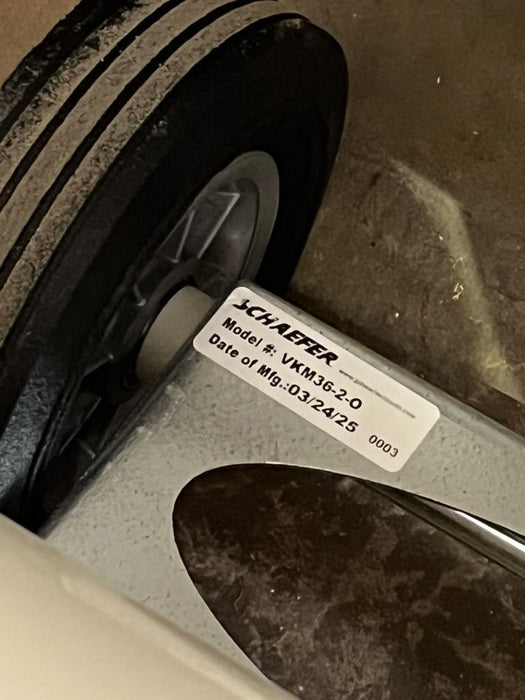 SCHAEFER
Model #: VKM36-2-O
Date of Mfg.:03/24/25
0003